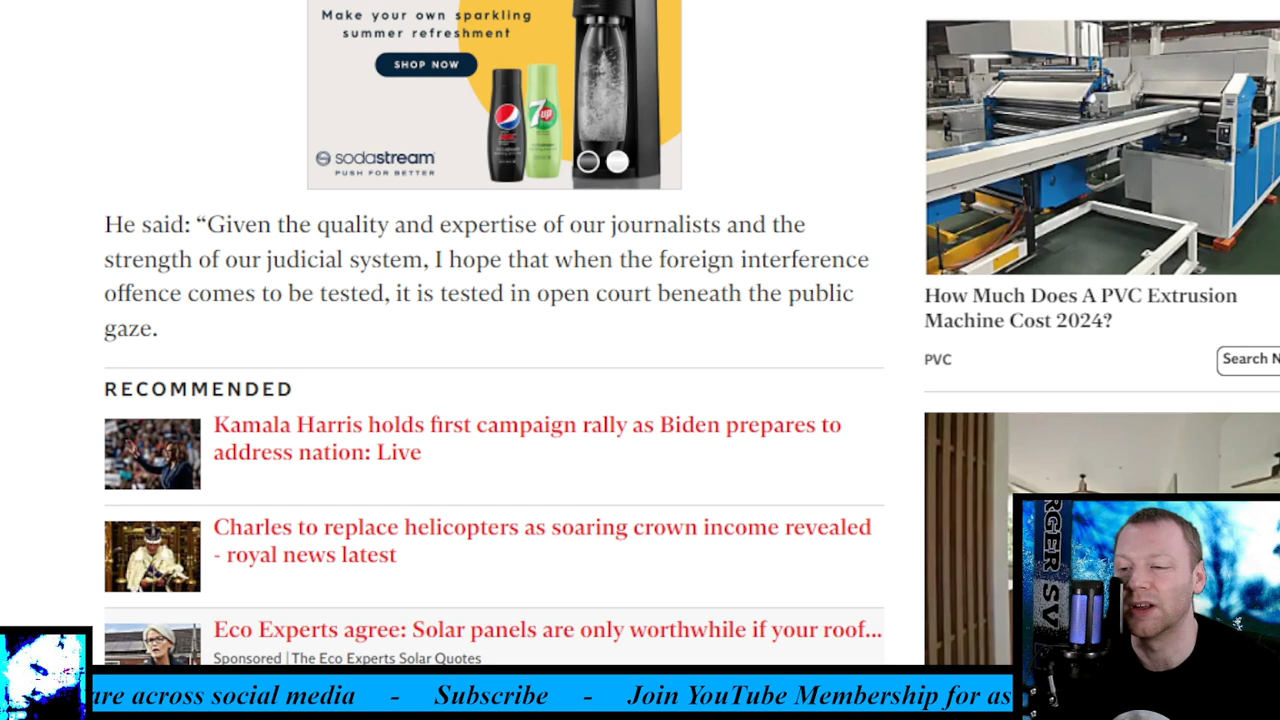 Make your own sparkling
summer refreshment
SHOP NOW
7up
sodastream
PUSH FOR BETTER
He said: “Given the quality and expertise of our journalists and the
strength of our judicial system, I hope that when the foreign interference
offence comes to be tested, it is tested in open court beneath the public
gaze.
RECOMMENDED
Kamala Harris holds first campaign rally as Biden prepares to
address nation: Live
Charles to replace helicopters as soaring crown income revealed
- royal news latest
Eco Experts agree: Solar panels are only worthwhile if your roof...
Sponsored | The Eco Experts Solar Quotes
How Much Does A PVC Extrusion
Machine Cost 2024?
PVC
Search N
are across social media - Subscribe - Join YouTube Membership for as